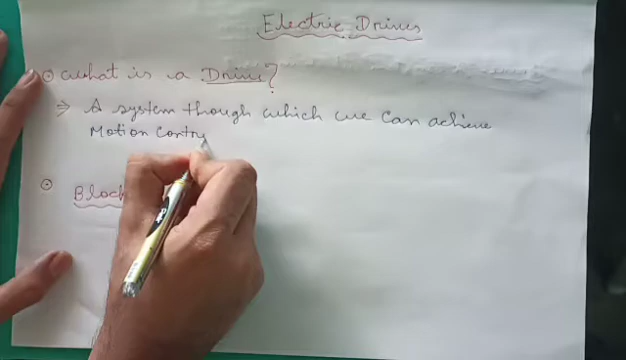 Electric Drives
⊙ What is a Drive?
⇒ A system though which we can achieve
Motion Contr
⊙ Block